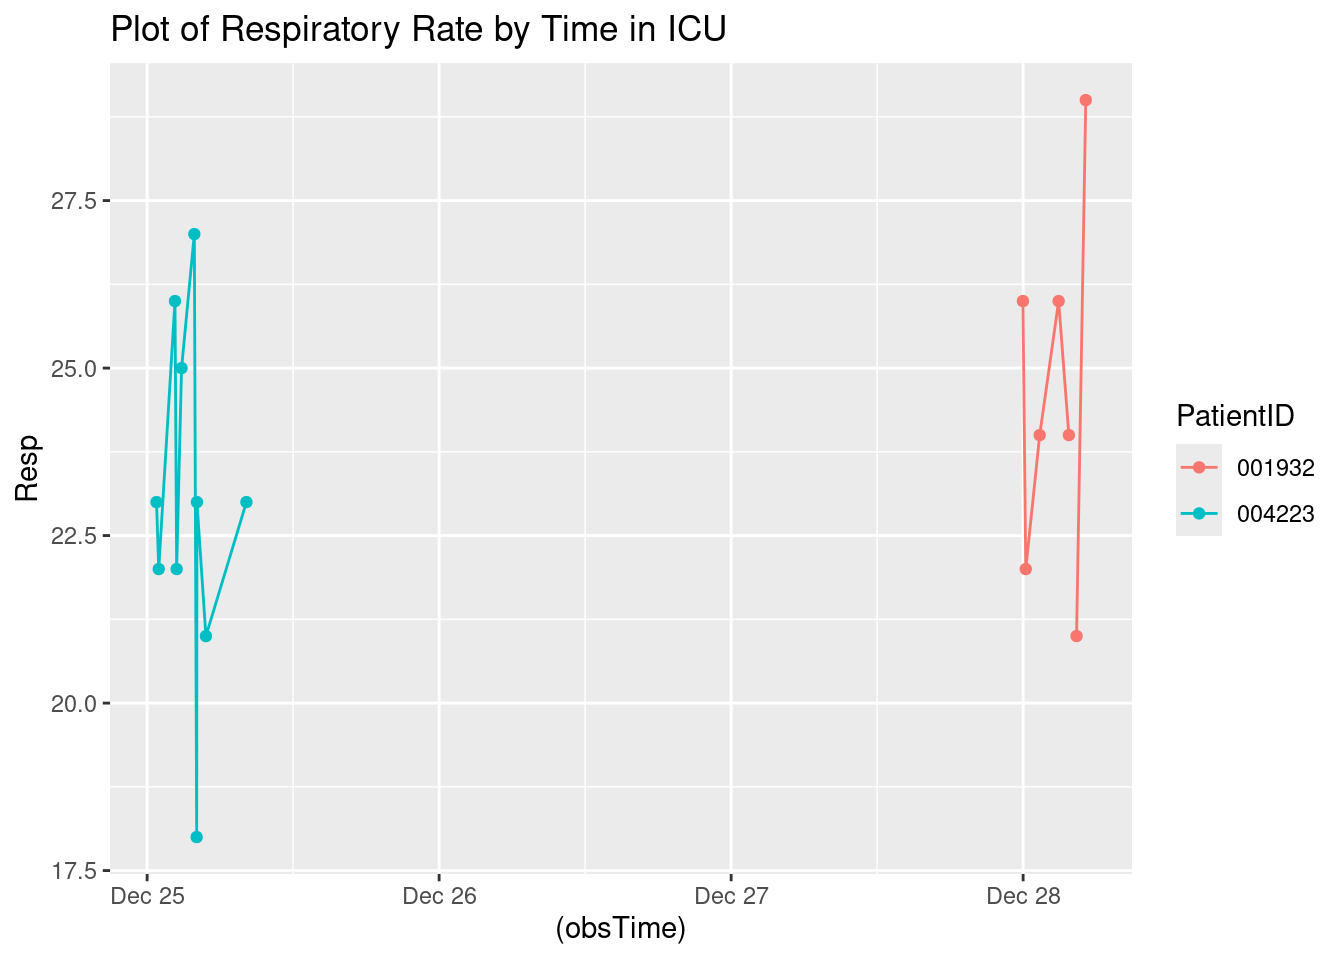 Plot of Respiratory Rate by Time in ICU
27.5
25.0
22.5
20.0
17.5
Resp
Dec 25 Dec 26 Dec 27 Dec 28
(obsTime)
PatientID
001932
004223